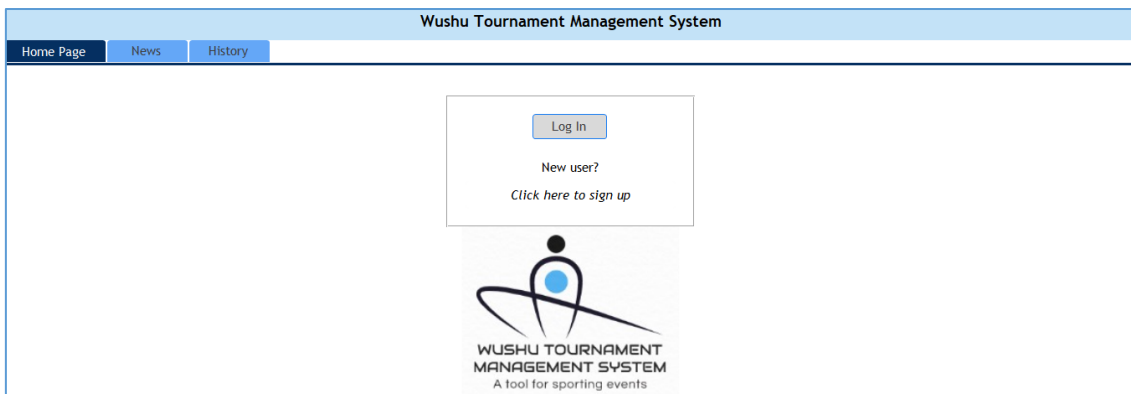 Wushu Tournament Management System
Home Page News History
Log In
New user?
Click here to sign up
WUSHU TOURNAMENT
MANAGEMENT SYSTEM
A tool for sporting events